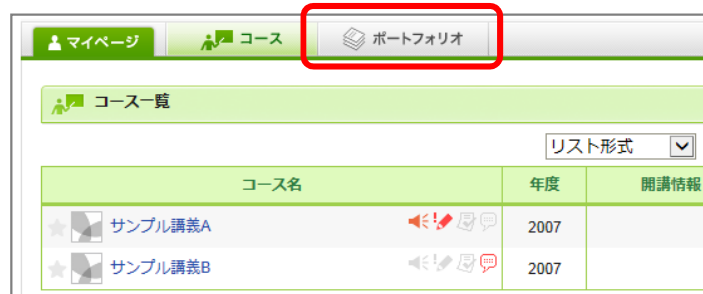 マイページ コース ポートフォリオ
コース一覧
リスト形式
コース名 年度 開講情報
サンプル講義A 2007
サンプル講義B 2007